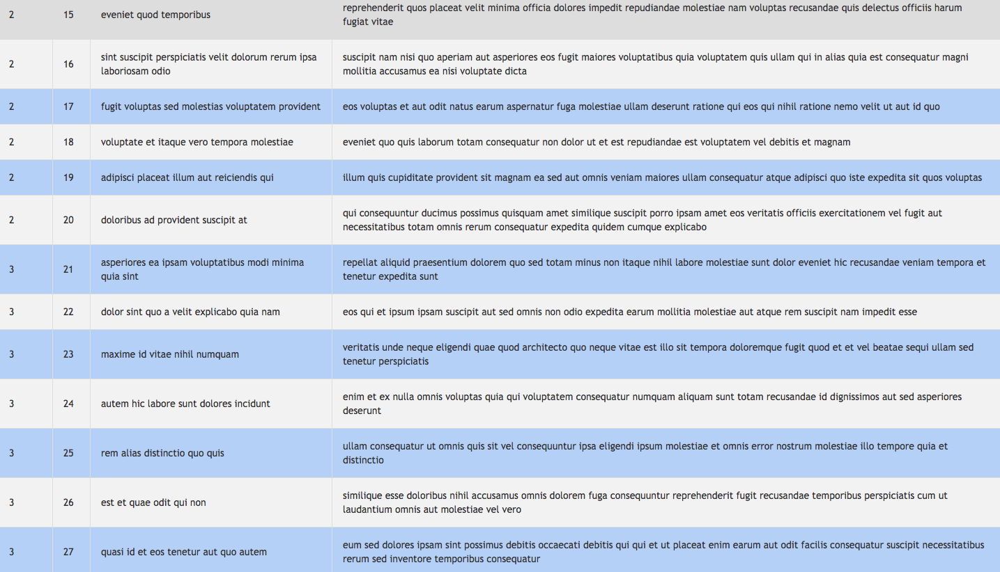 2 15 eveniet quod temporibus reprehenderit quos placeat velit minima officia dolores impedit repudiandae molestiae nam voluptas recusandae quis delectus officiis harum
fugiat vitae
2 16 sint suscipit perspiciatis velit dolorum rerum ipsa
laboriosam odio
suscipit nam nisi quo aperiam aut asperiores eos fugit maiores voluptatibus quia voluptatem quis ullam qui in alias quia est consequatur magni
mollitia accusamus ea nisi voluptate dicta
2 17 fugit voluptas sed molestias voluptatem provident eos voluptas et aut odit natus earum aspernatur fuga molestiae ullam deserunt ratione qui eos qui nihil ratione nemo velit ut aut id quo
2 18 voluptate et itaque vero tempora molestiae eveniet quo quis laborum totam consequatur non dolor ut et est repudiandae est voluptatem vel debitis et magnam
2 19 adipisci placeat illum aut reiciendis qui illum quis cupiditate provident sit magnam ea sed aut omnis veniam maiores ullam consequatur atque adipisci quo iste expedita sit quos voluptas
2 20 doloribus ad provident suscipit at qui consequuntur ducimus possimus quisquam amet similique suscipit porro ipsam amet eos veritatis officiis exercitationem vel fugit aut
necessitatibus totam omnis rerum consequatur expedita quidem cumque explicabo
3 21 asperiores ea ipsam voluptatibus modi minima
quia sint
repellat aliquid praesentium dolorem quo sed totam minus non itaque nihil labore molestiae sunt dolor eveniet hic recusandae veniam tempora et
tenetur expedita sunt
3 22 dolor sint quo a velit explicabo quia nam eos qui et ipsum ipsam suscipit aut sed omnis non odio expedita earum mollitia molestiae aut atque rem suscipit nam impedit esse
3 23 maxime id vitae nihil numquam veritatis unde neque eligendi quae quod architecto quo neque vitae est illo sit tempora doloremque fugit quod et et vel beatae sequi ullam sed
tenetur perspiciatis
3 24 autem hic labore sunt dolores incidunt enim et ex nulla omnis voluptas quia qui voluptatem consequatur numquam aliquam sunt totam recusandae id dignissimos aut sed asperiores
deserunt
3 25 rem alias distinctio quo quis ullam consequatur ut omnis quis sit vel consequuntur ipsa eligendi ipsum molestiae et omnis error nostrum molestiae illo tempore quia et
distinctio
3 26 est et quae odit qui non similique esse doloribus nihil accusamus omnis dolorem fuga consequuntur reprehenderit fugit recusandae temporibus perspiciatis cum ut
laudantium omnis aut molestiae vel vero
3 27 quasi id et eos tenetur aut quo autem eum sed dolores ipsam sint possimus debitis occaecati debitis qui qui et ut placeat enim earum aut odit facilis consequatur suscipit necessitatibus
rerum sed inventore temporibus consequatur